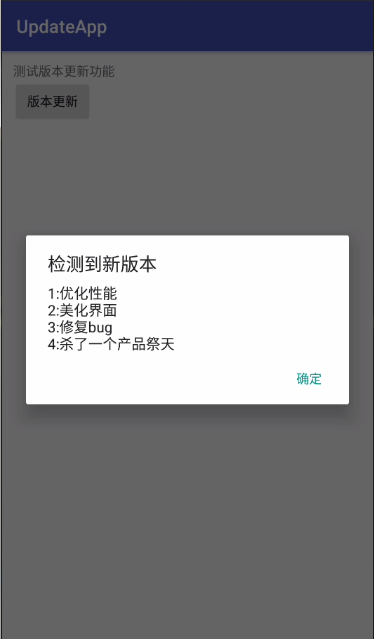 UpdateApp
测试版本更新功能
版本更新
检测到新版本
1:优化性能
2:美化界面
3:修复bug
4:杀了一个产品祭天
确定